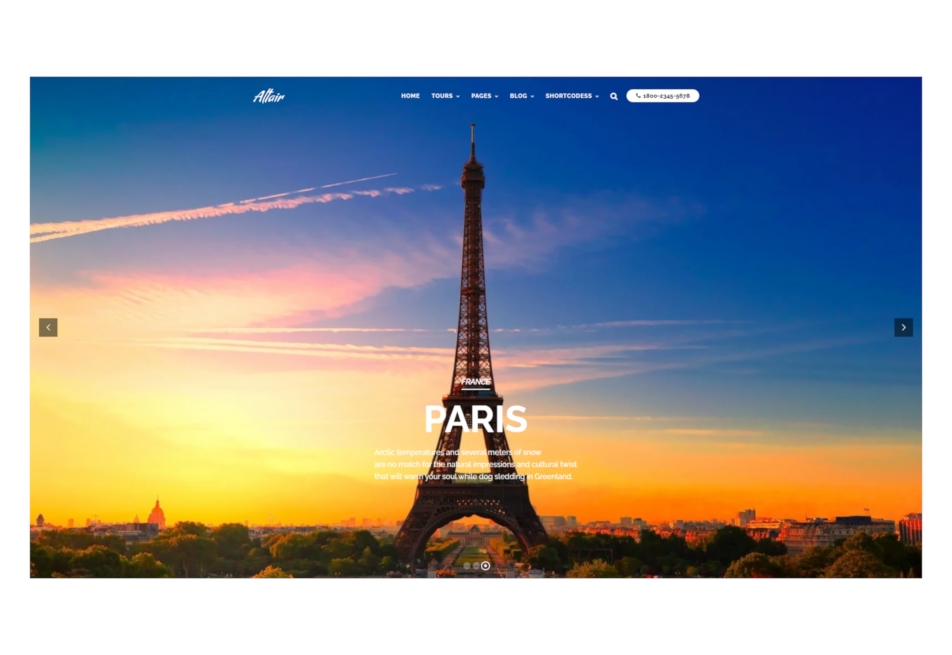 Altair
HOME TOURS PAGES BLOG SHORTCODESS 1800-2345-5678
FRANCE
PARIS
Arctic temperatures and several meters of snow
are no match for the natural impressions and cultural twist
that will warm your soul while dog sledding in Greenland.